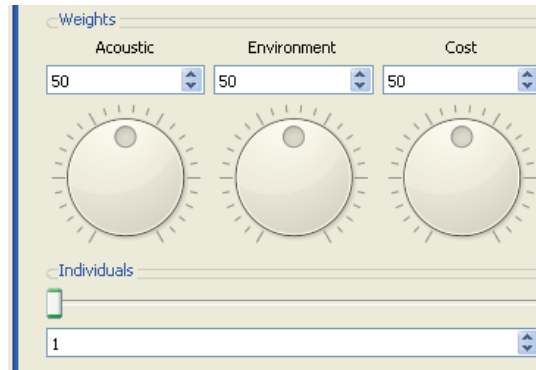 Weights
Acoustic Environment Cost
50 50 50
Individuals
1